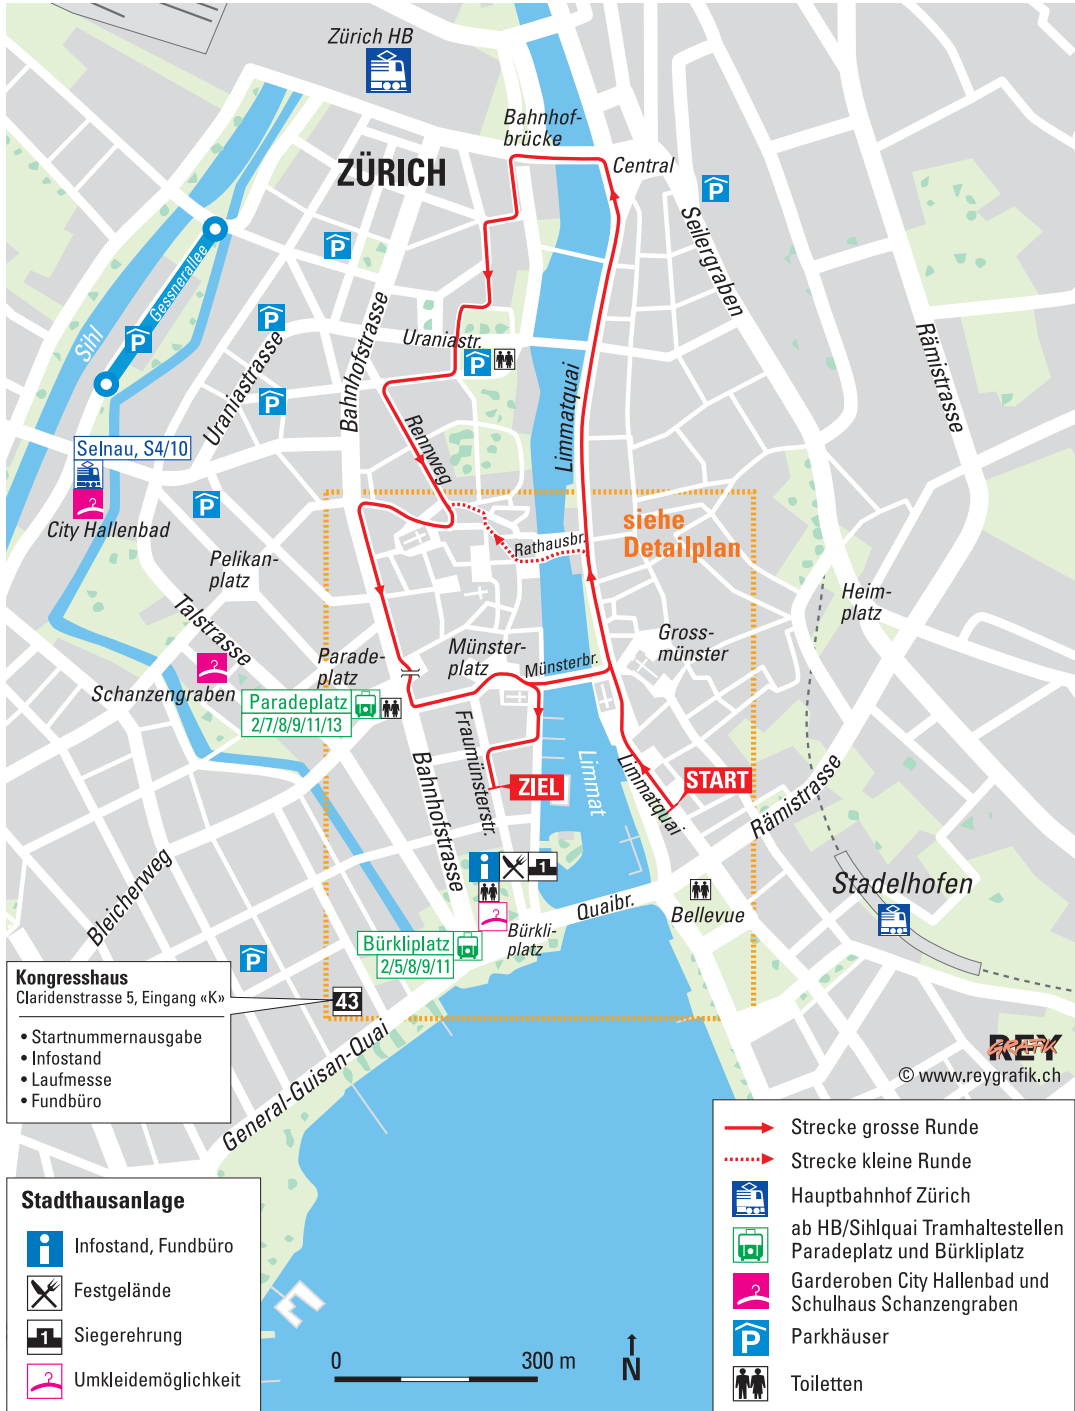 Zürich HB
Bahnhof-
brücke
Central
ZÜRICH
P
P
Seilergraben
Gessnerallee
Sihl
P
P
Bahnhofstrasse
Uraniastr.
P
Limmatquai
Rämistrasse
Uraniastrasse
P
Rennweg
Selnau, S4/10
City Hallenbad
P
siehe
Detailplan
Rathausbr.
Pelikan-
platz
Heim-
platz
Talstrasse
Gross-
münster
Münster-
platz
Münsterbr.
Parade-
platz
Schanzengraben
Paradeplatz
2/7/8/9/11/13
Fraumünsterstr.
Bahnhofstrasse
ZIEL
Limmat
Limmatquai
START
Rämistrasse
Bleicherweg
i
1
Stadelhofen
Quaibr.
Bellevue
Bürkli-
platz
Bürkliplatz
2/5/8/9/11
P
Kongresshaus
Claridenstrasse 5, Eingang «K»
• Startnummernausgabe
• Infostand
• Laufmesse
• Fundbüro
43
General-Guisan-Quai
REY
GRAFIK
© www.reygrafik.ch
Stadthausanlage
i Infostand, Fundbüro
Festgelände
1 Siegerehrung
Umkleidemöglichkeit
0 300 m
N
Strecke grosse Runde
Strecke kleine Runde
Hauptbahnhof Zürich
ab HB/Sihlquai Tramhaltestellen
Paradeplatz und Bürkliplatz
Garderoben City Hallenbad und
Schulhaus Schanzengraben
P Parkhäuser
Toiletten